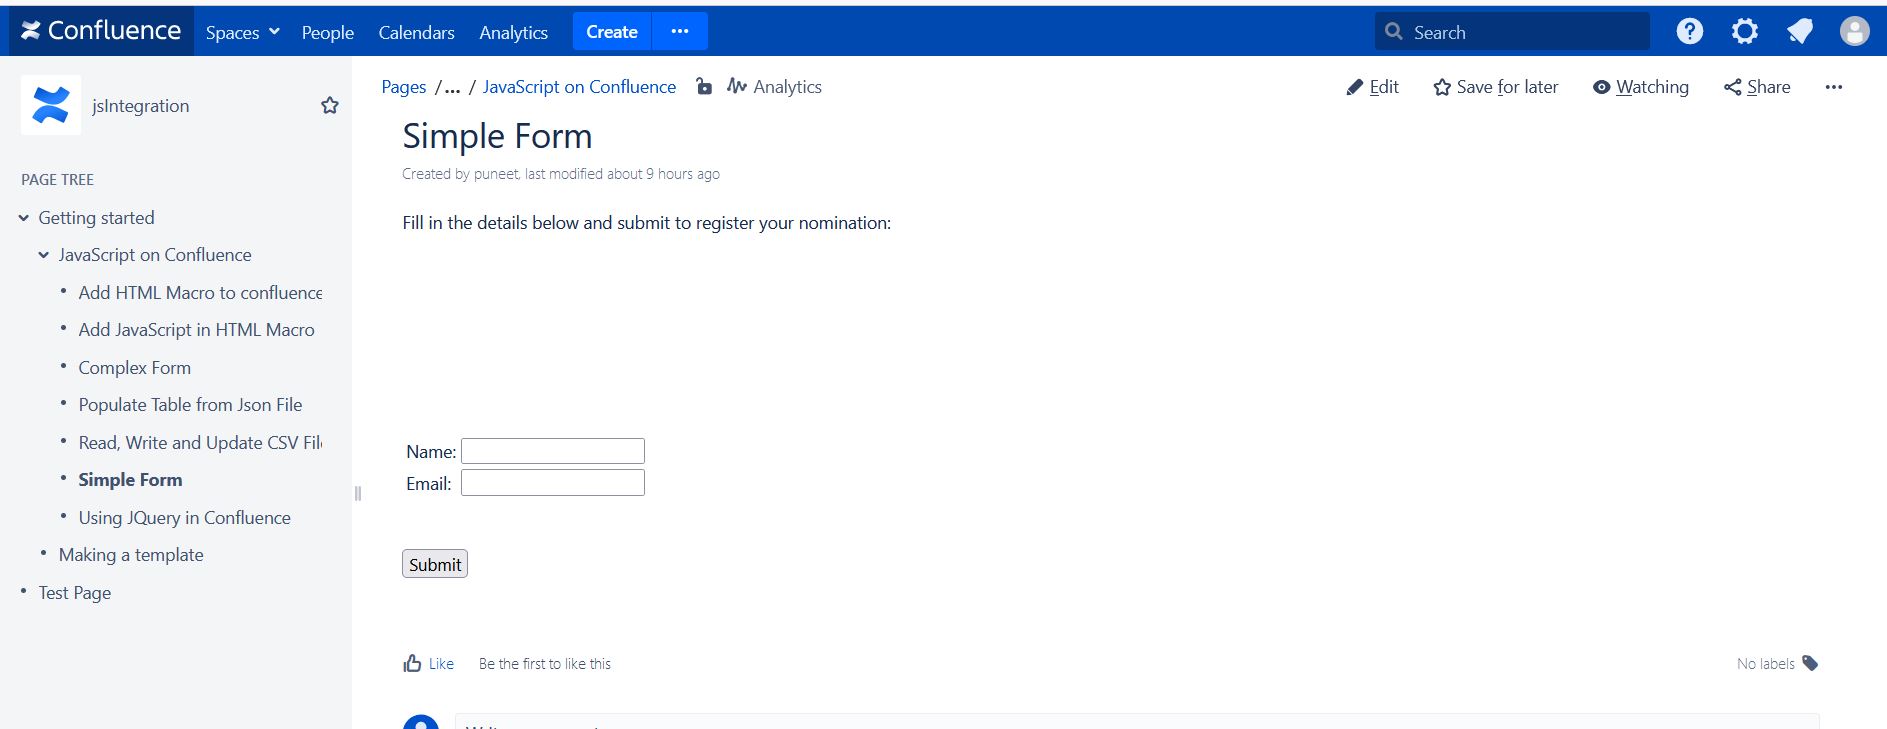 Confluence Spaces People Calendars Analytics Create ... Search
jsIntegration
PAGE TREE
Getting started
JavaScript on Confluence
Add HTML Macro to confluence
Add JavaScript in HTML Macro
Complex Form
Populate Table from Json File
Read, Write and Update CSV Fil
Simple Form
Using JQuery in Confluence
Making a template
Test Page
Pages /... / JavaScript on Confluence Analytics
Edit Save for later Watching Share ...
Simple Form
Created by puneet, last modified about 9 hours ago
Fill in the details below and submit to register your nomination:
Name:
Email:
Submit
Like Be the first to like this
No labels